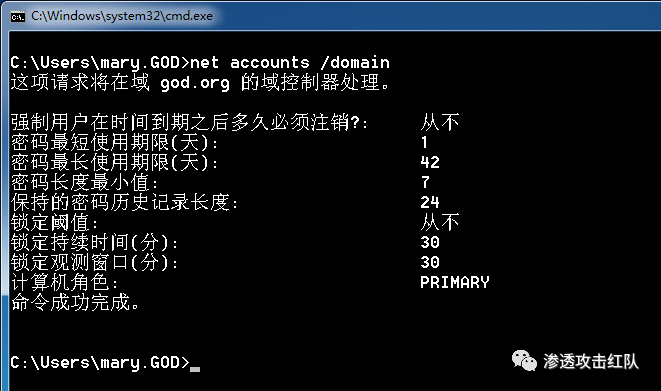 C:\Windows\system32\cmd.exe
C:\Users\mary.GOD>net accounts /domain
这项请求将在域 god.org 的域控制器处理。
强制用户在时间到期之后多久必须注销?: 从不
密码最短使用期限(天): 1
密码最长使用期限(天): 42
密码长度最小值: 7
保持的密码历史记录长度: 24
锁定阈值: 从不
锁定持续时间(分): 30
锁定观测窗口(分): 30
计算机角色: PRIMARY
命令成功完成。
C:\Users\mary.GOD>_
渗透攻击红队